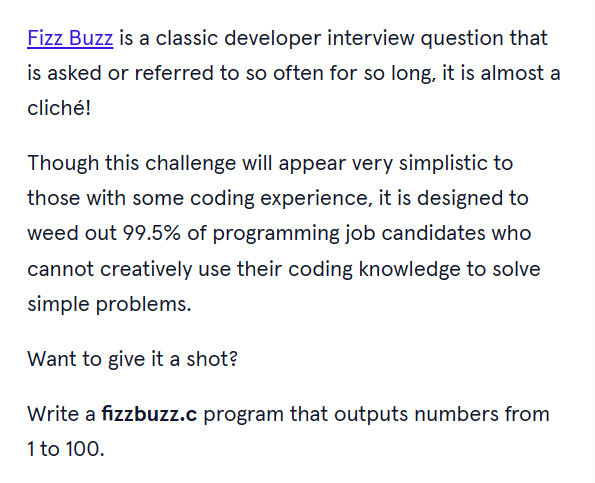 Fizz Buzz is a classic developer interview question that
is asked or referred to so often for so long, it is almost a
cliché!
Though this challenge will appear very simplistic to
those with some coding experience, it is designed to
weed out 99.5% of programming job candidates who
cannot creatively use their coding knowledge to solve
simple problems.
Want to give it a shot?
Write a fizzbuzz.c program that outputs numbers from
1 to 100.